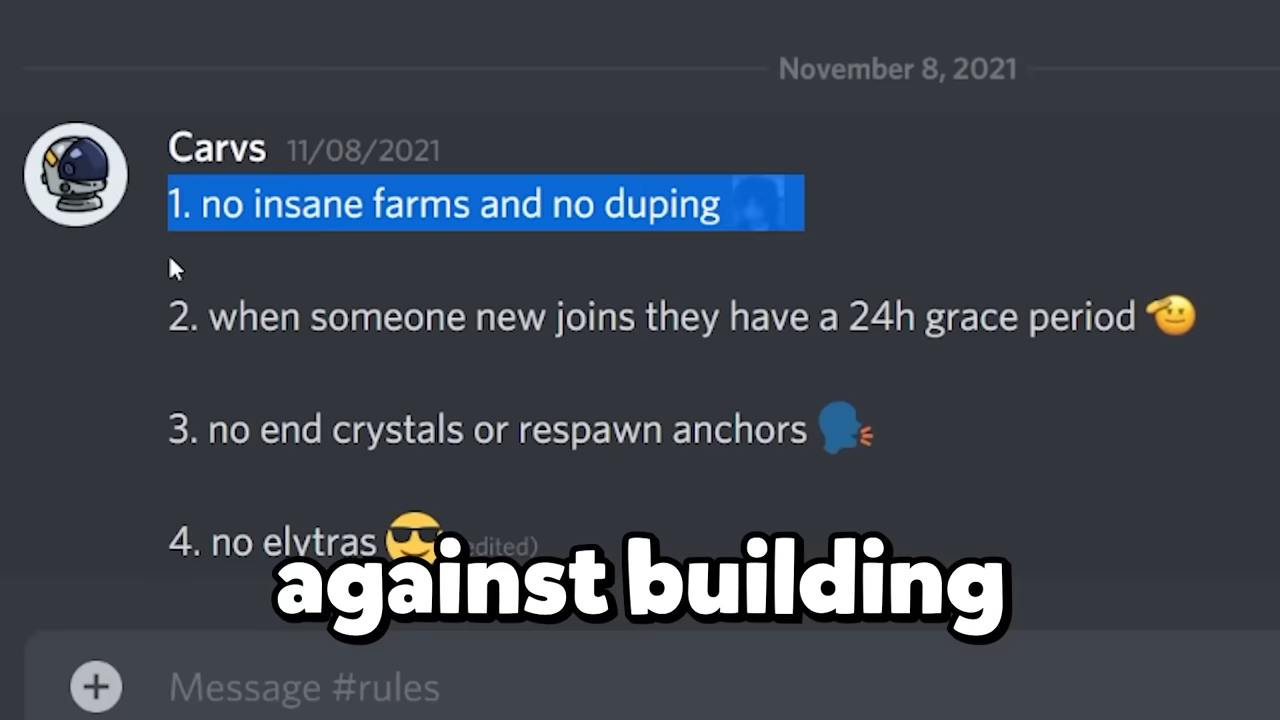 November 8, 2021
Carvs 11/08/2021
1. no insane farms and no duping
2. when someone new joins they have a 24h grace period
3. no end crystals or respawn anchors
4. no elytras (edited)
against building
Message #rules